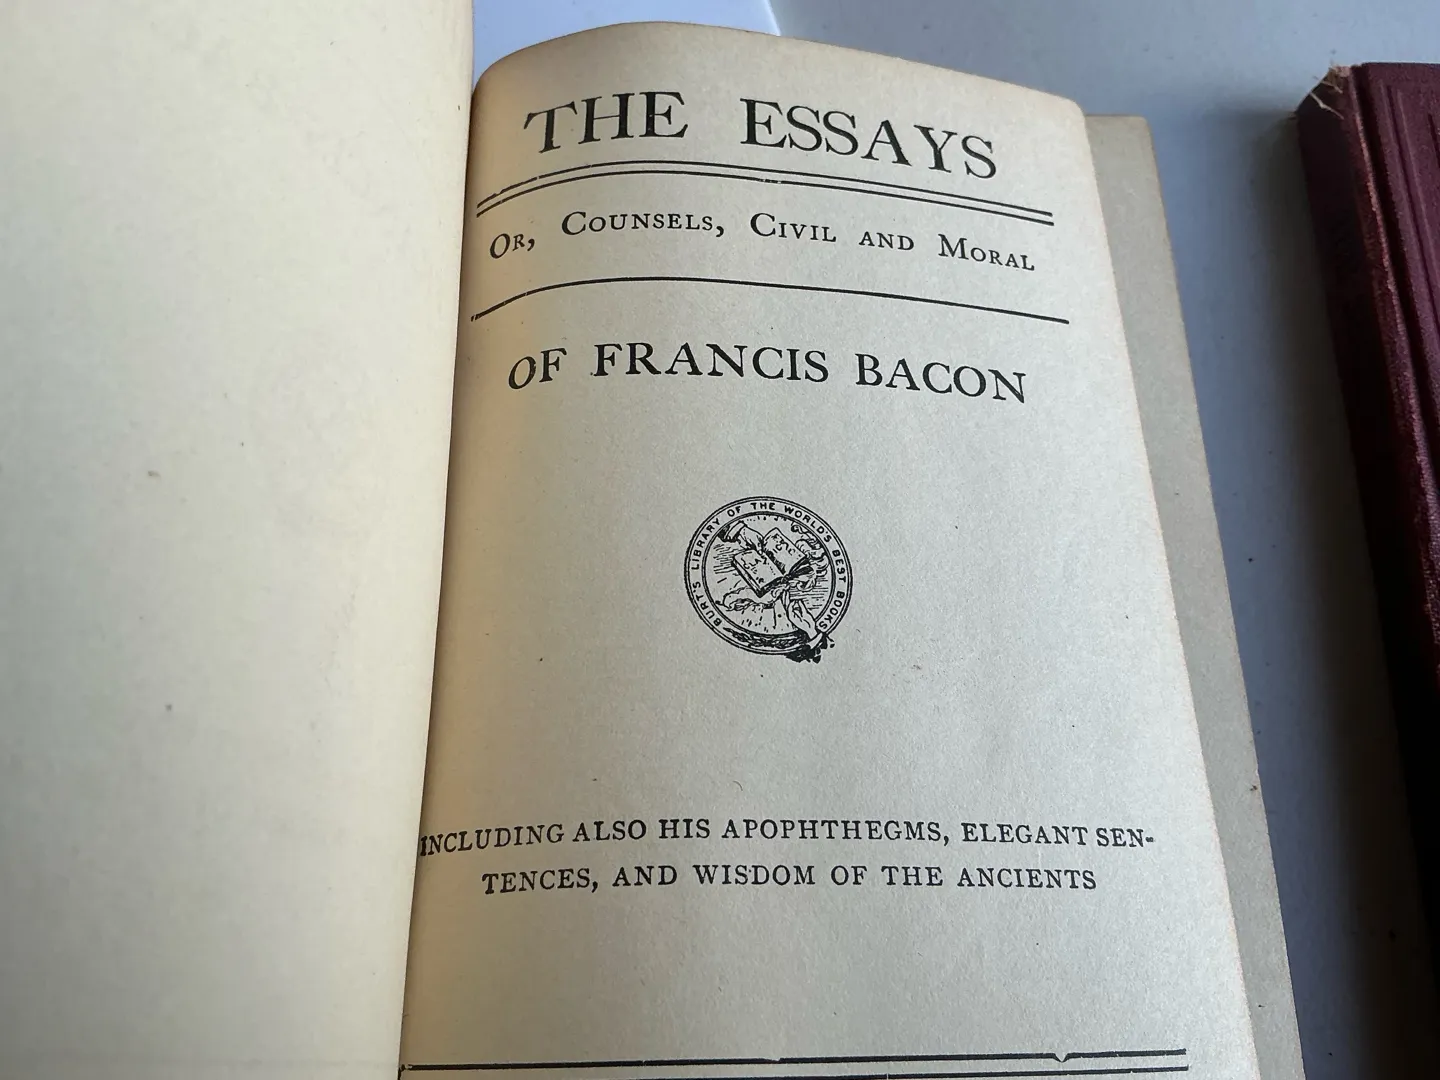 THE ESSAYS
OR, COUNSELS, CIVIL AND MORAL
OF FRANCIS BACON
BURT'S LIBRARY OF THE WORLD'S BEST BOOKS
INCLUDING ALSO HIS APOPHTHEGMS, ELEGANT SEN-
TENCES, AND WISDOM OF THE ANCIENTS